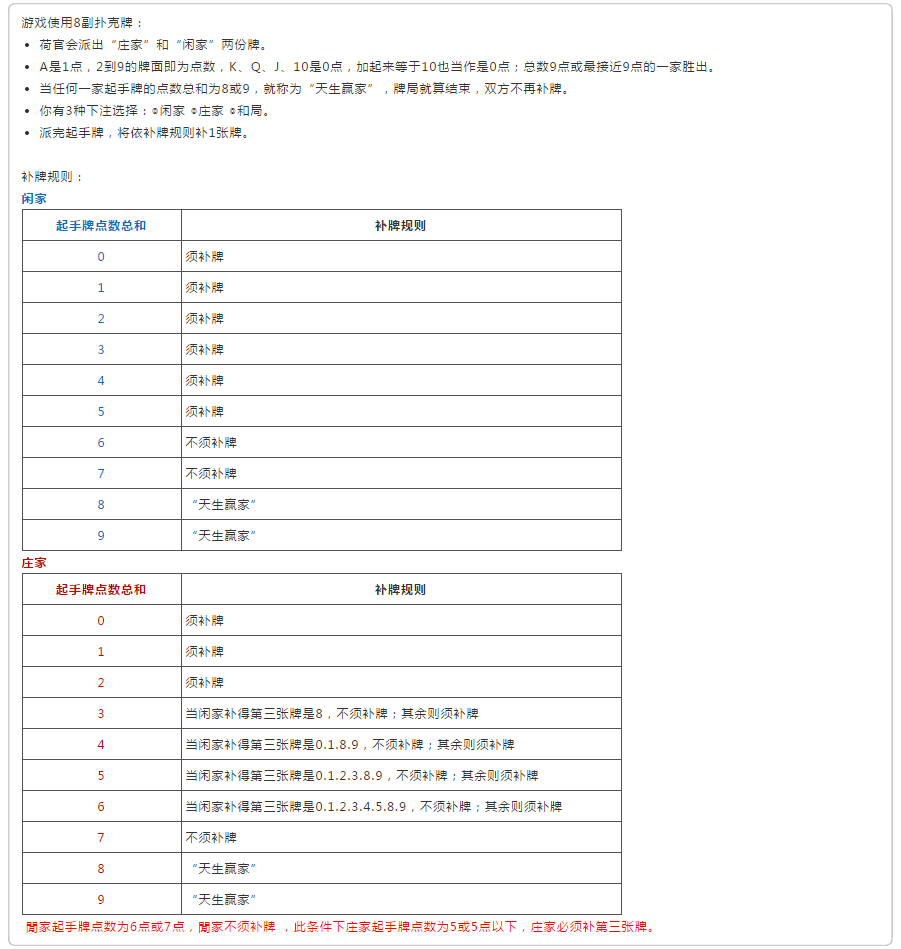 游戏使用8副扑克牌：
• 荷官会派出“庄家”和“闲家”两份牌。
• A是1点，2到9的牌面即为点数，K、Q、J、10是0点，加起来等于10也当作是0点；总数9点或最接近9点的一家胜出。
• 当任何一家起手牌的点数总和为8或9，就称为“天生赢家”，牌局就算结束，双方不再补牌。
• 你有3种下注选择：⊙闲家 ⊙庄家 ⊙和局。
• 派完起手牌，将依补牌规则补1张牌。
补牌规则：
闲家
起手牌点数总和 补牌规则
0 须补牌
1 须补牌
2 须补牌
3 须补牌
4 须补牌
5 须补牌
6 不须补牌
7 不须补牌
8 “天生赢家”
9 “天生赢家”
庄家
起手牌点数总和 补牌规则
0 须补牌
1 须补牌
2 须补牌
3 当闲家补得第三张牌是8，不须补牌；其余则须补牌
4 当闲家补得第三张牌是0.1.8.9，不须补牌；其余则须补牌
5 当闲家补得第三张牌是0.1.2.3.8.9，不须补牌；其余则须补牌
6 当闲家补得第三张牌是0.1.2.3.4.5.8.9，不须补牌；其余则须补牌
7 不须补牌
8 “天生赢家”
9 “天生赢家”
閒家起手牌点数为6点或7点，閒家不须补牌 ，此条件下庄家起手牌点数为5或5点以下，庄家必须补第三张牌。